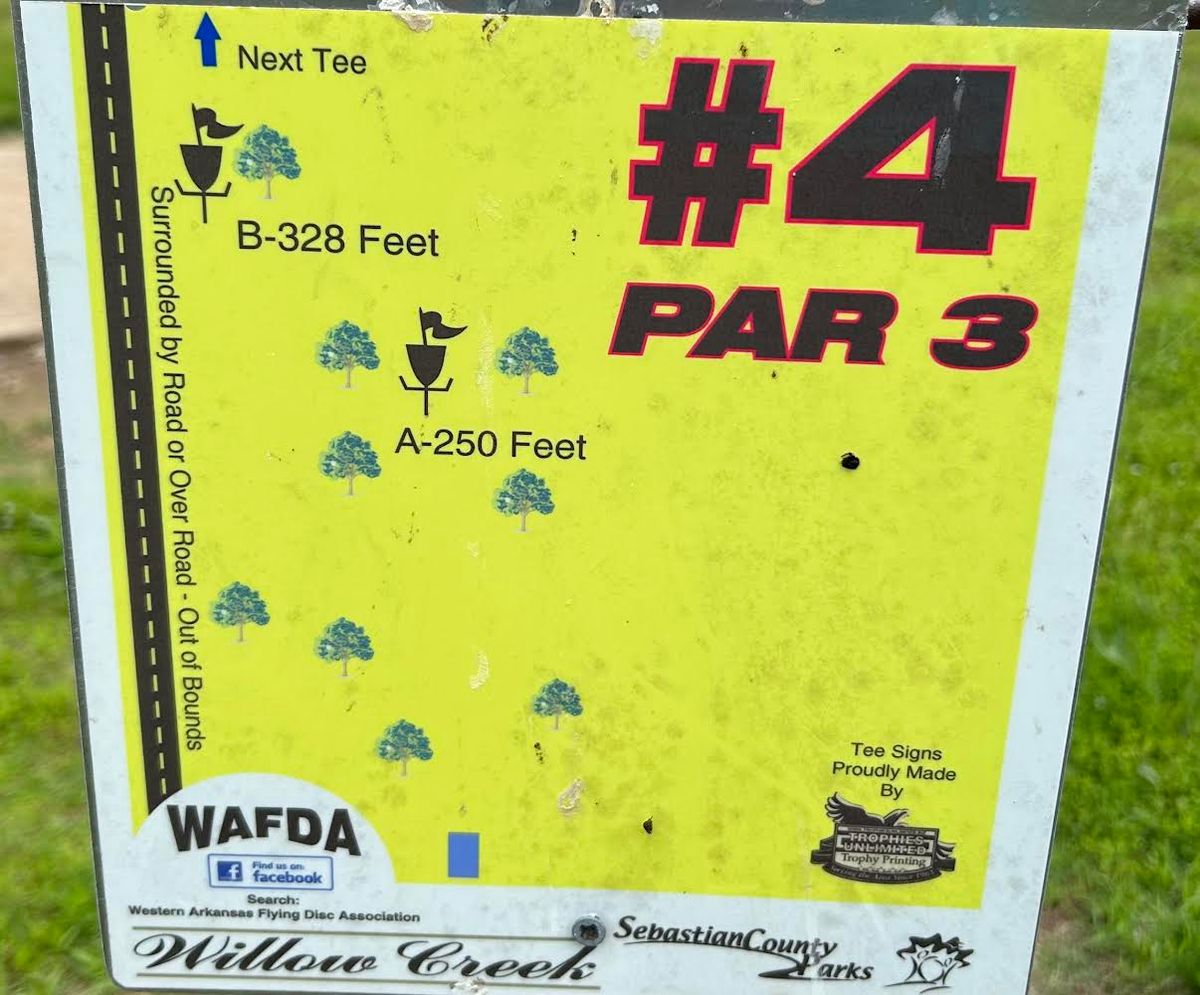 Next Tee
#4
PAR 3
B-328 Feet
A-250 Feet
Surrounded by Road or Over Road - Out of Bounds
Tee Signs
Proudly Made
By
TROPHIES
UNLIMITED
Trophy Printing
WAFDA
f Find us on:
facebook
Search:
Western Arkansas Flying Disc Association
Willow Creek
SebastianCounty
Parks